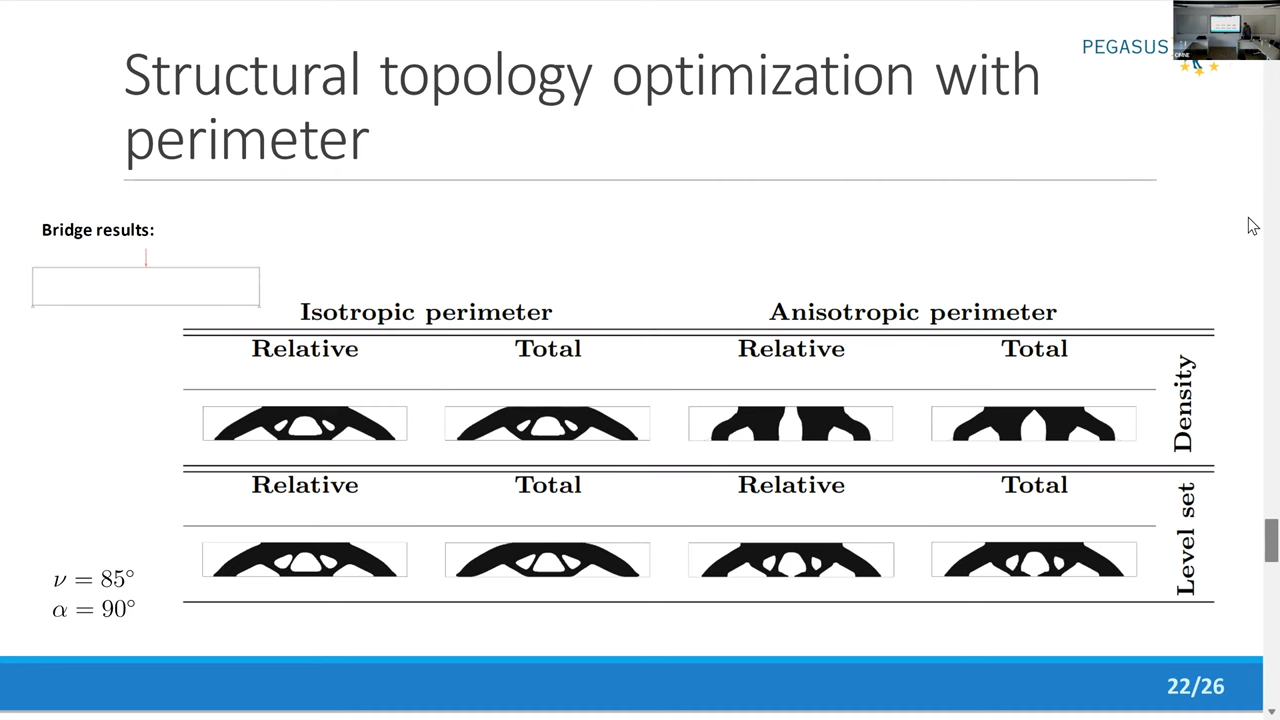 PEGASUS
CIMNE
Structural topology optimization with
perimeter
Bridge results:
Isotropic perimeter Anisotropic perimeter
Relative Total Relative Total
Density
Relative Total Relative Total
Level set
ν = 85°
α = 90°
22/26